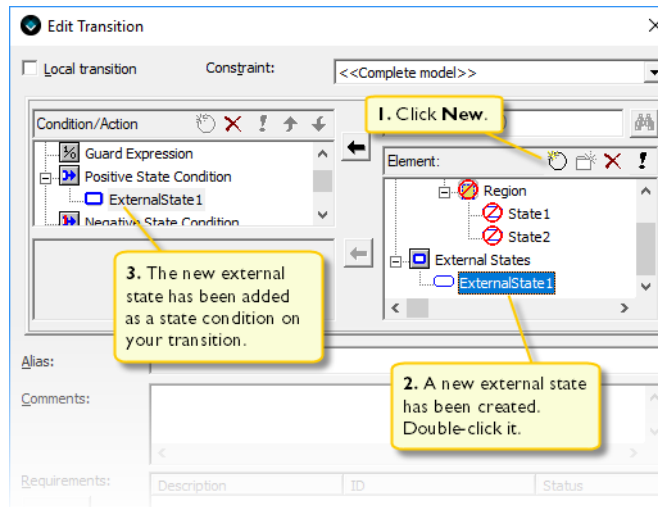 Edit Transition
Local transition
Constraint:
<<Complete model>>
1. Click New.
Condition/Action
Element:
Guard Expression
Positive State Condition
ExternalState1
Negative State Condition
Region
State1
State2
External States
ExternalState1
3. The new external
state has been added
as a state condition on
your transition.
2. A new external state
has been created.
Double-click it.
Alias:
Comments:
Requirements:
Description
ID
Status